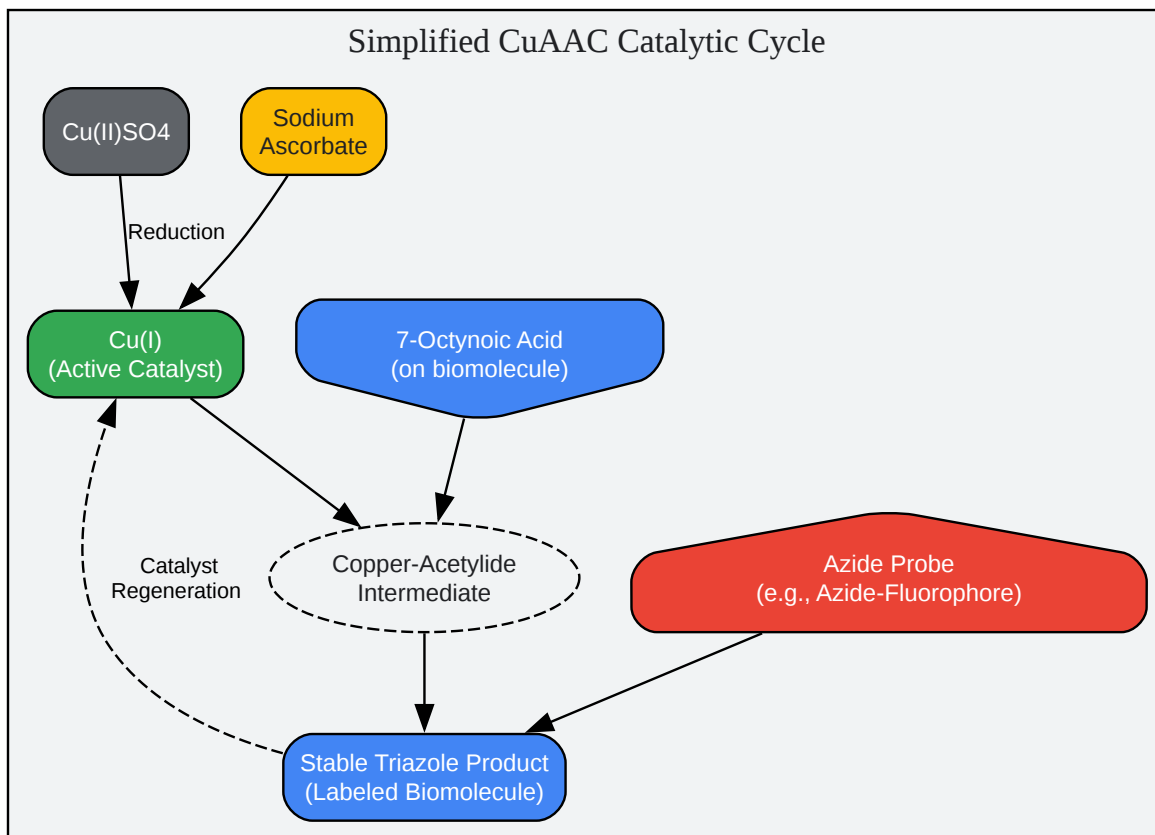 Simplified CuAAC Catalytic Cycle
Cu(II)SO4
Sodium
Ascorbate
Reduction
Cu(I)
(Active Catalyst)
7-Octynoic Acid
(on biomolecule)
Copper-Acetylide
Intermediate
Azide Probe
(e.g., Azide-Fluorophore)
Catalyst
Regeneration
Stable Triazole Product
(Labeled Biomolecule)